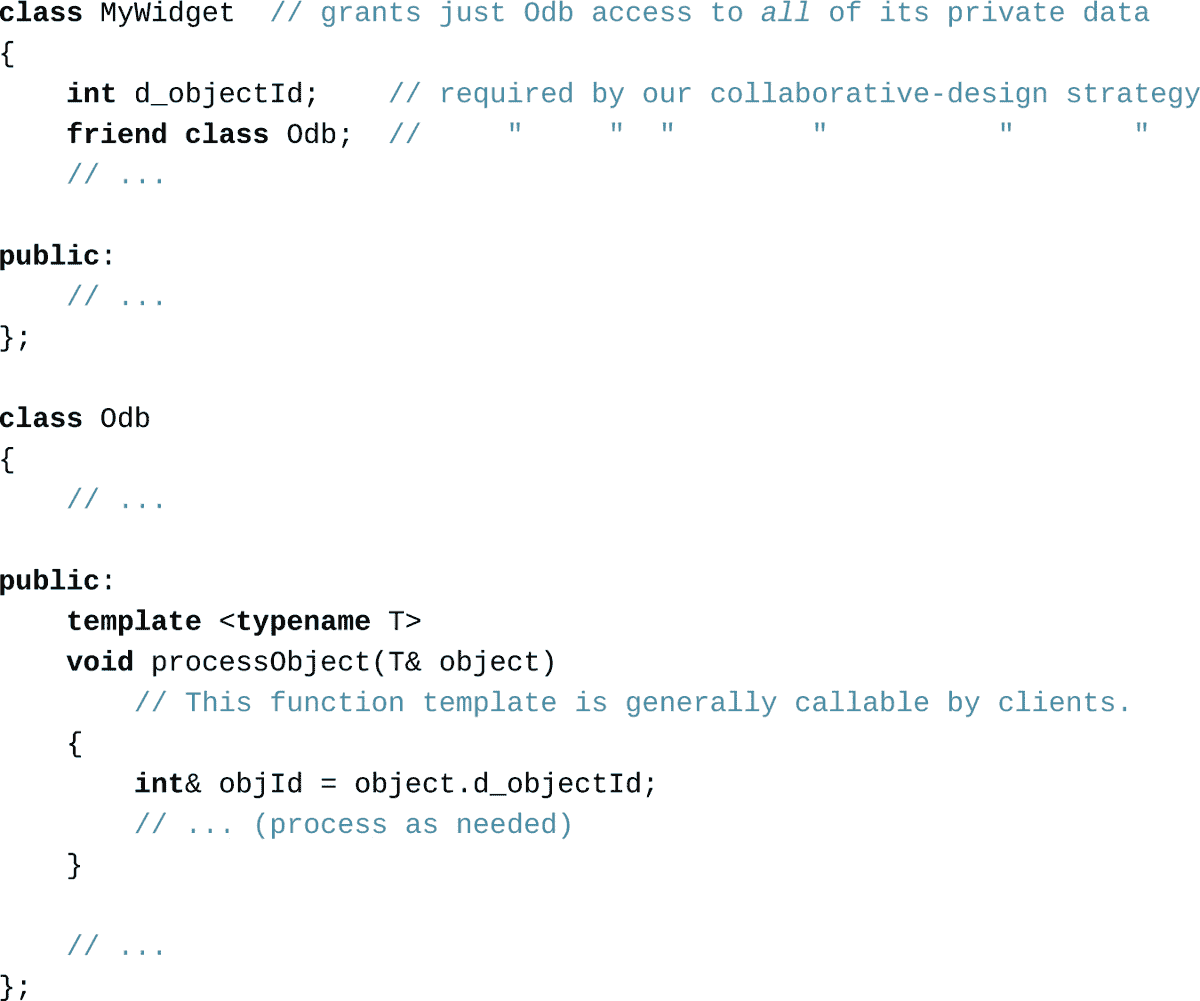 class MyWidget  // grants just Odb access to all of its private data
{
    int d_objectId;    // required by our collaborative-design strategy
    friend class Odb;  //     "     "  "        "          "       "
    // ...

public:
    // ...
};

class Odb
{
    // ...

public:
    template <typename T>
    void processObject(T& object)
        // This function template is generally callable by clients.
    {
        int& objId = object.d_objectId;
        // ... (process as needed)
    }

    // ...
};